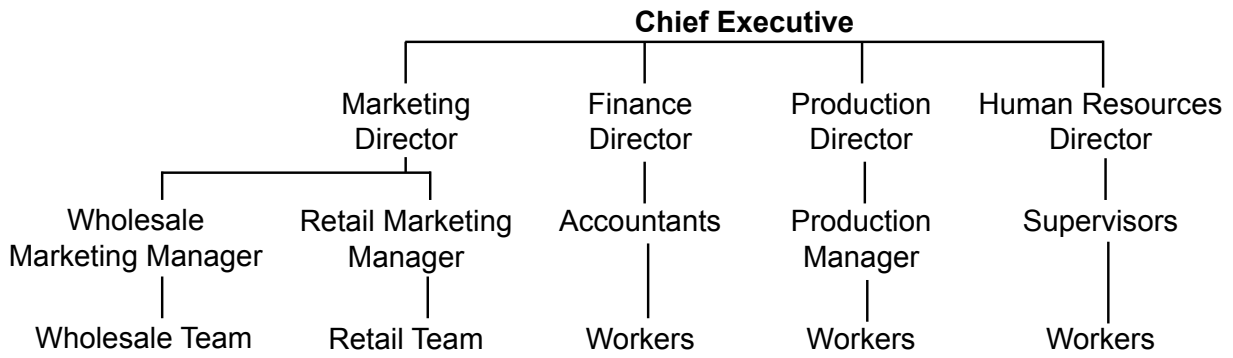 Chief Executive
Marketing
Director
Finance
Director
Production
Director
Human Resources
Director
Wholesale
Marketing Manager
Retail Marketing
Manager
Accountants
Production
Manager
Supervisors
Wholesale Team
Retail Team
Workers
Workers
Workers